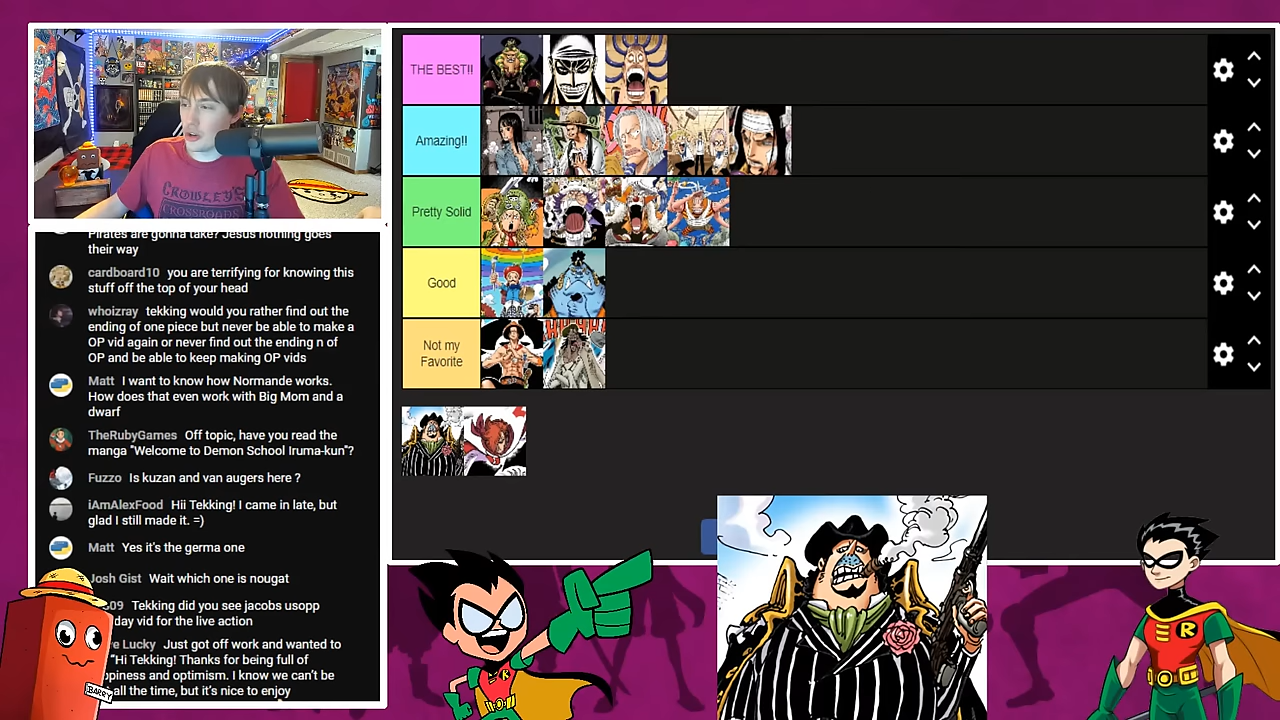 THE BEST!!
Amazing!!
Pretty Solid
Good
Not my
Favorite
CROWLEY'S
CROSSROADS
Pirates are gonna take? Jesus nothing goes
their way
cardboard10 you are terrifying for knowing this
stuff off the top of your head
whoizray tekking would you rather find out the
ending of one piece but never be able to make a
OP vid again or never find out the ending n of
OP and be able to keep making OP vids
Matt I want to know how Normande works.
How does that even work with Big Mom and a
dwarf
TheRubyGames Off topic, have you read the
manga "Welcome to Demon School Iruma-kun"?
Fuzzo Is kuzan and van augers here ?
iAmAlexFood Hii Tekking! I came in late, but
glad I still made it. =)
Matt Yes it's the germa one
Josh Gist Wait which one is nougat
09 Tekking did you see jacobs usopp
day vid for the live action
Lucky Just got off work and wanted to
"Hi Tekking! Thanks for being full of
optimism. I know we can't be
all the time, but it's nice to enjoy
BARRY
R
R